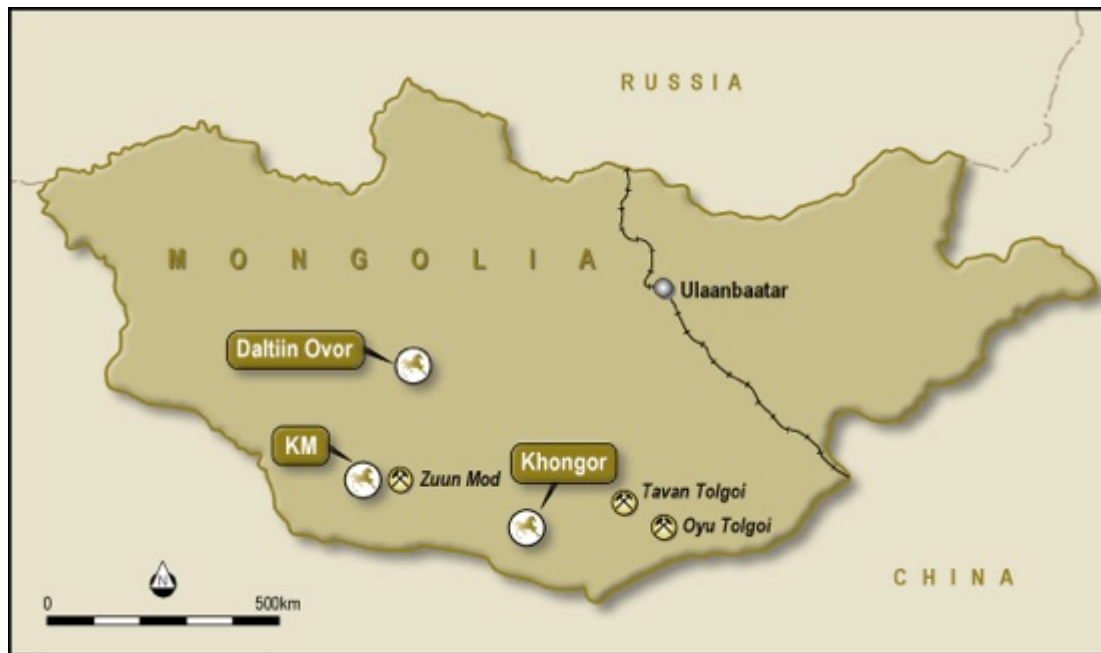 RUSSIA
MONGOLIA
Ulaanbaatar
Daltiin Ovor
KM
Zuun Mod
Khongor
Tavan Tolgoi
Oyu Tolgoi
CHINA
N
0 500km